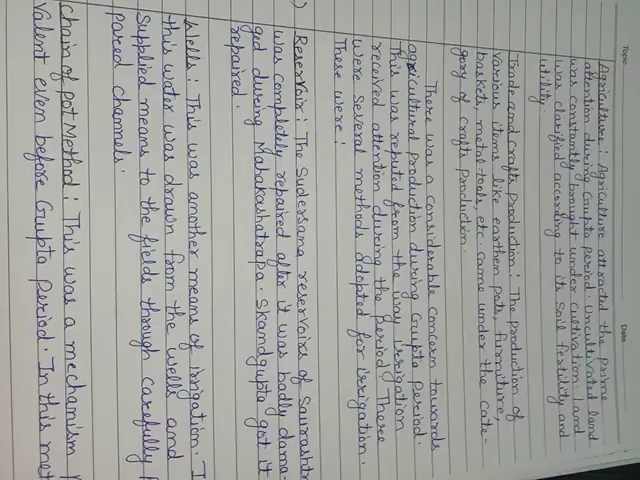 Topic
Date
Agriculture : Agriculture attracted the prime
attention during Gupta period. Uncultivated land
was constantly brought under cultivation. Land
was clarified according to its soil fertility and
utility.
Trade and crafts Production : The production of
various items like earthen pots, furniture,
baskets, metal-tools, etc. came under the cate-
gory of crafts production.
There was a considerable concern towards
agricultural production during Gupta period.
This was reputed from the way irrigation
received attention during the period. There
were several methods adopted for irrigation.
These were :
Reservoir : The Sudersana reservoirs of Saurashtr
was completely repaired after it was badly dama-
ged during Mahakashatrapa. Skandgupta got it
repaired.
Wells : This was another means of irrigation. I
this water was drawn from the wells and
Supplied means to the fields through carefully p
pared channels.
Chain of pot Method : This was a mechanism p
valent even before Gupta Period. In this met